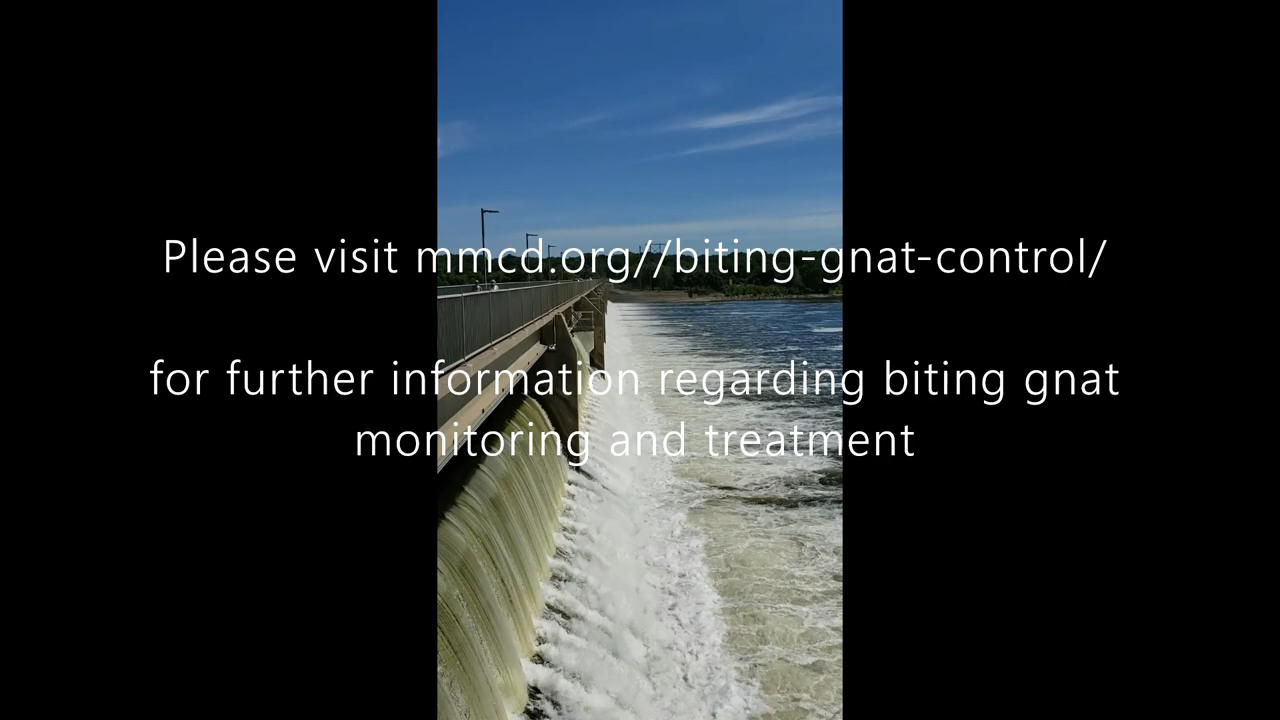 Please visit mmcd.org//biting-gnat-control/
for further information regarding biting gnat
monitoring and treatment